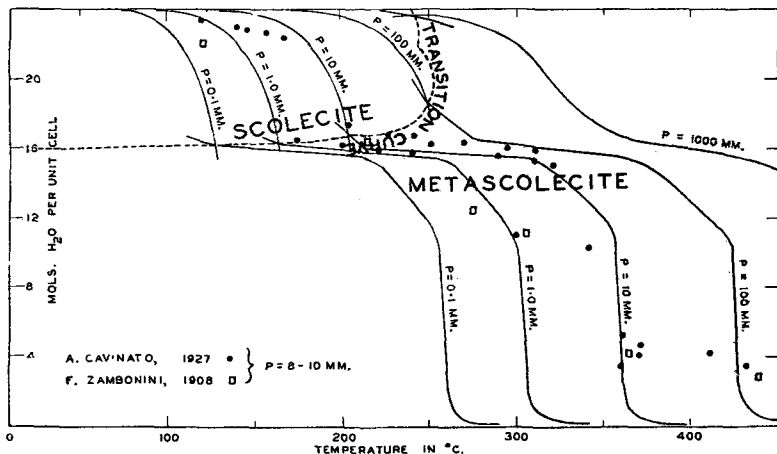 20
16
12
8
4
MOLS. H₂O PER UNIT CELL
P=0·1MM.
P=1·0 MM.
P=10 MM.
P=100 MM.
TRANSITION
CURVE
SCOLECITE
METASCOLECITE
P = 1000 MM.
P=0·1 MM.
P=1·0 MM.
P=10 MM.
P=100 MM.
A. CAVINATO, 1927 •
F. ZAMBONINI, 1908 □
} P=8-10 MM.
0 100 200 300 400
TEMPERATURE IN °C.